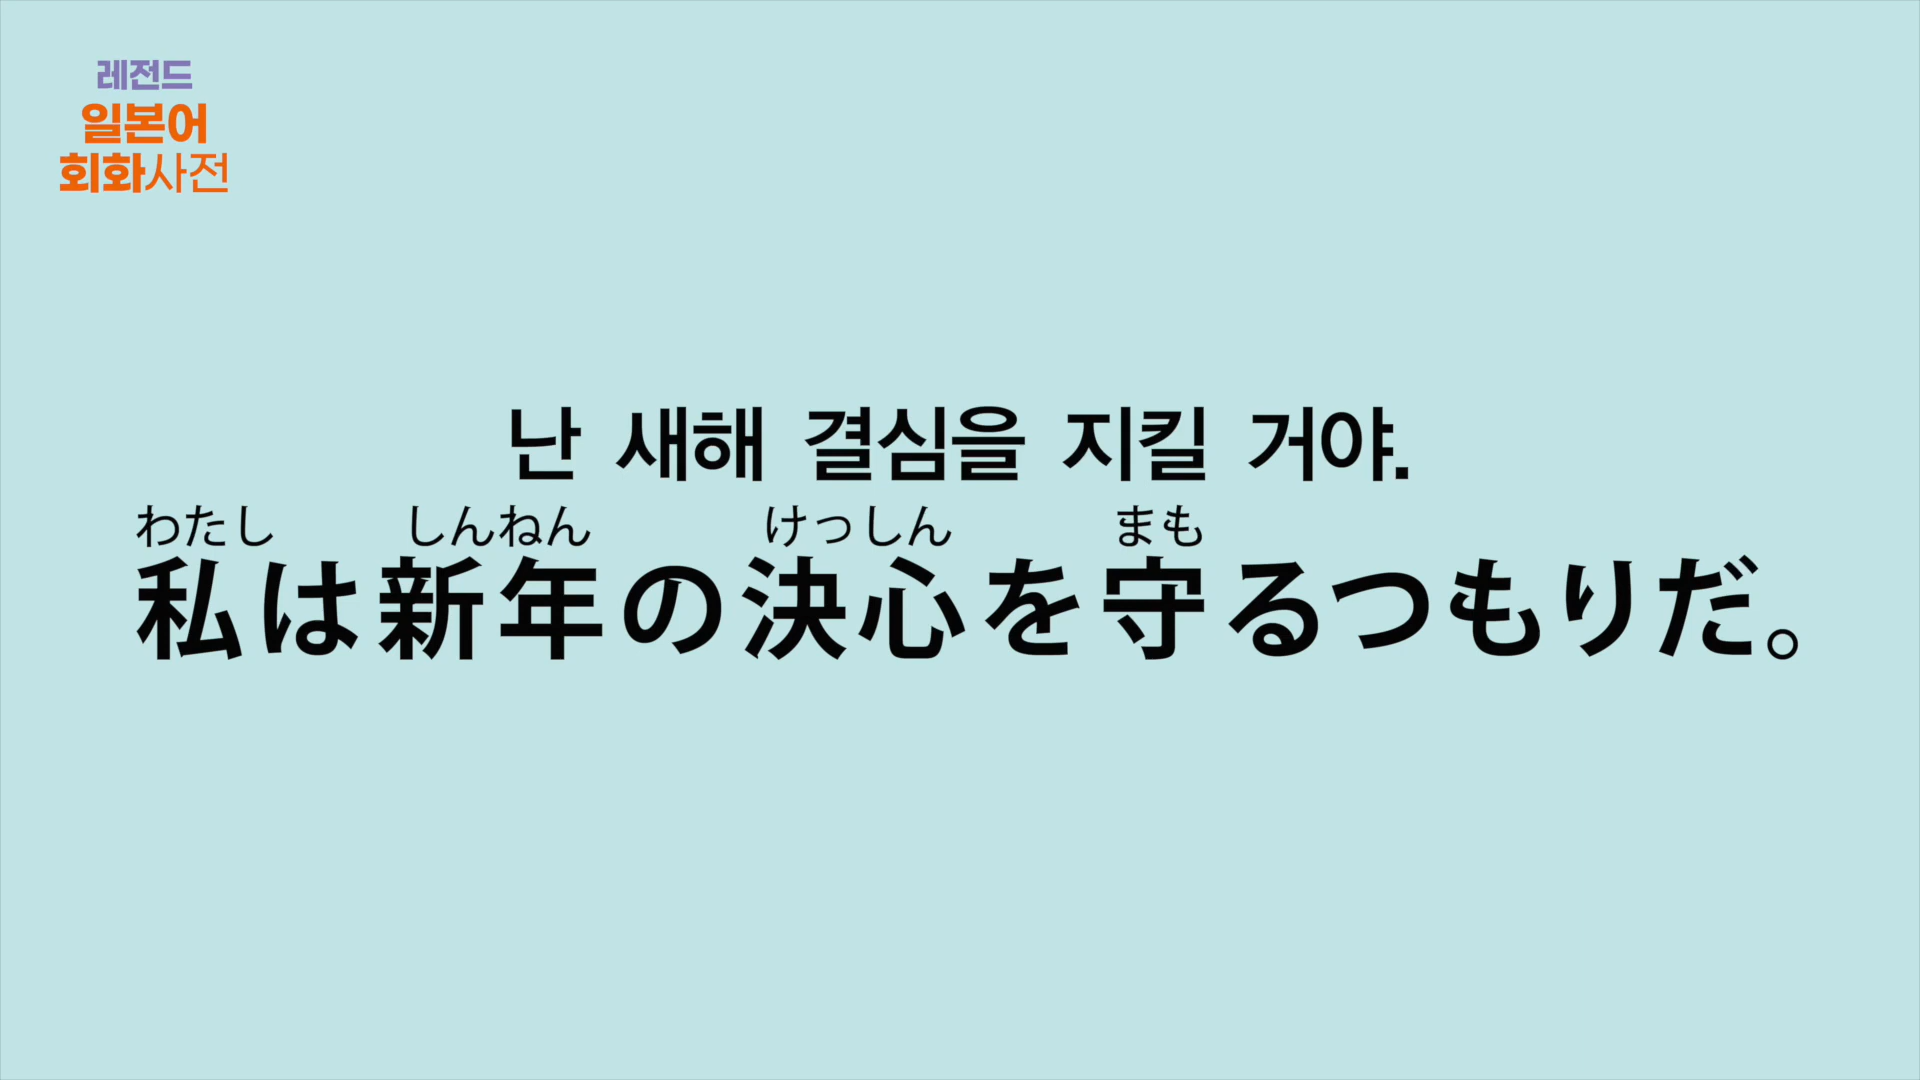 레전드
일본어
회화사전
난 새해 결심을 지킬 거야.
わたし しんねん けっしん まも
私は新年の決心を守るつもりだ。